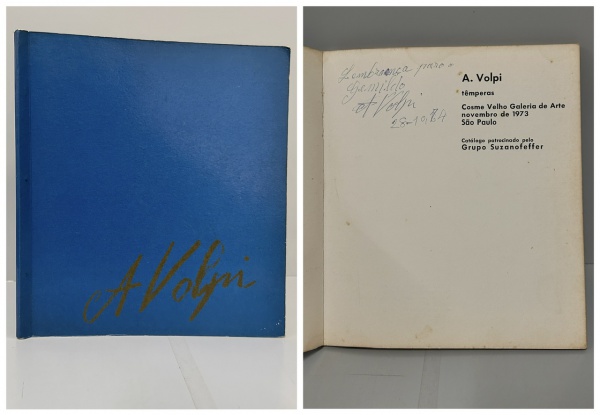 A Volpi
Lembrança para o
A Volpi
A. Volpi
têmperas
Cosme Velho Galeria de Arte
novembro de 1973
São Paulo
Catálogo patrocinado pelo
Grupo Suzanofeffer